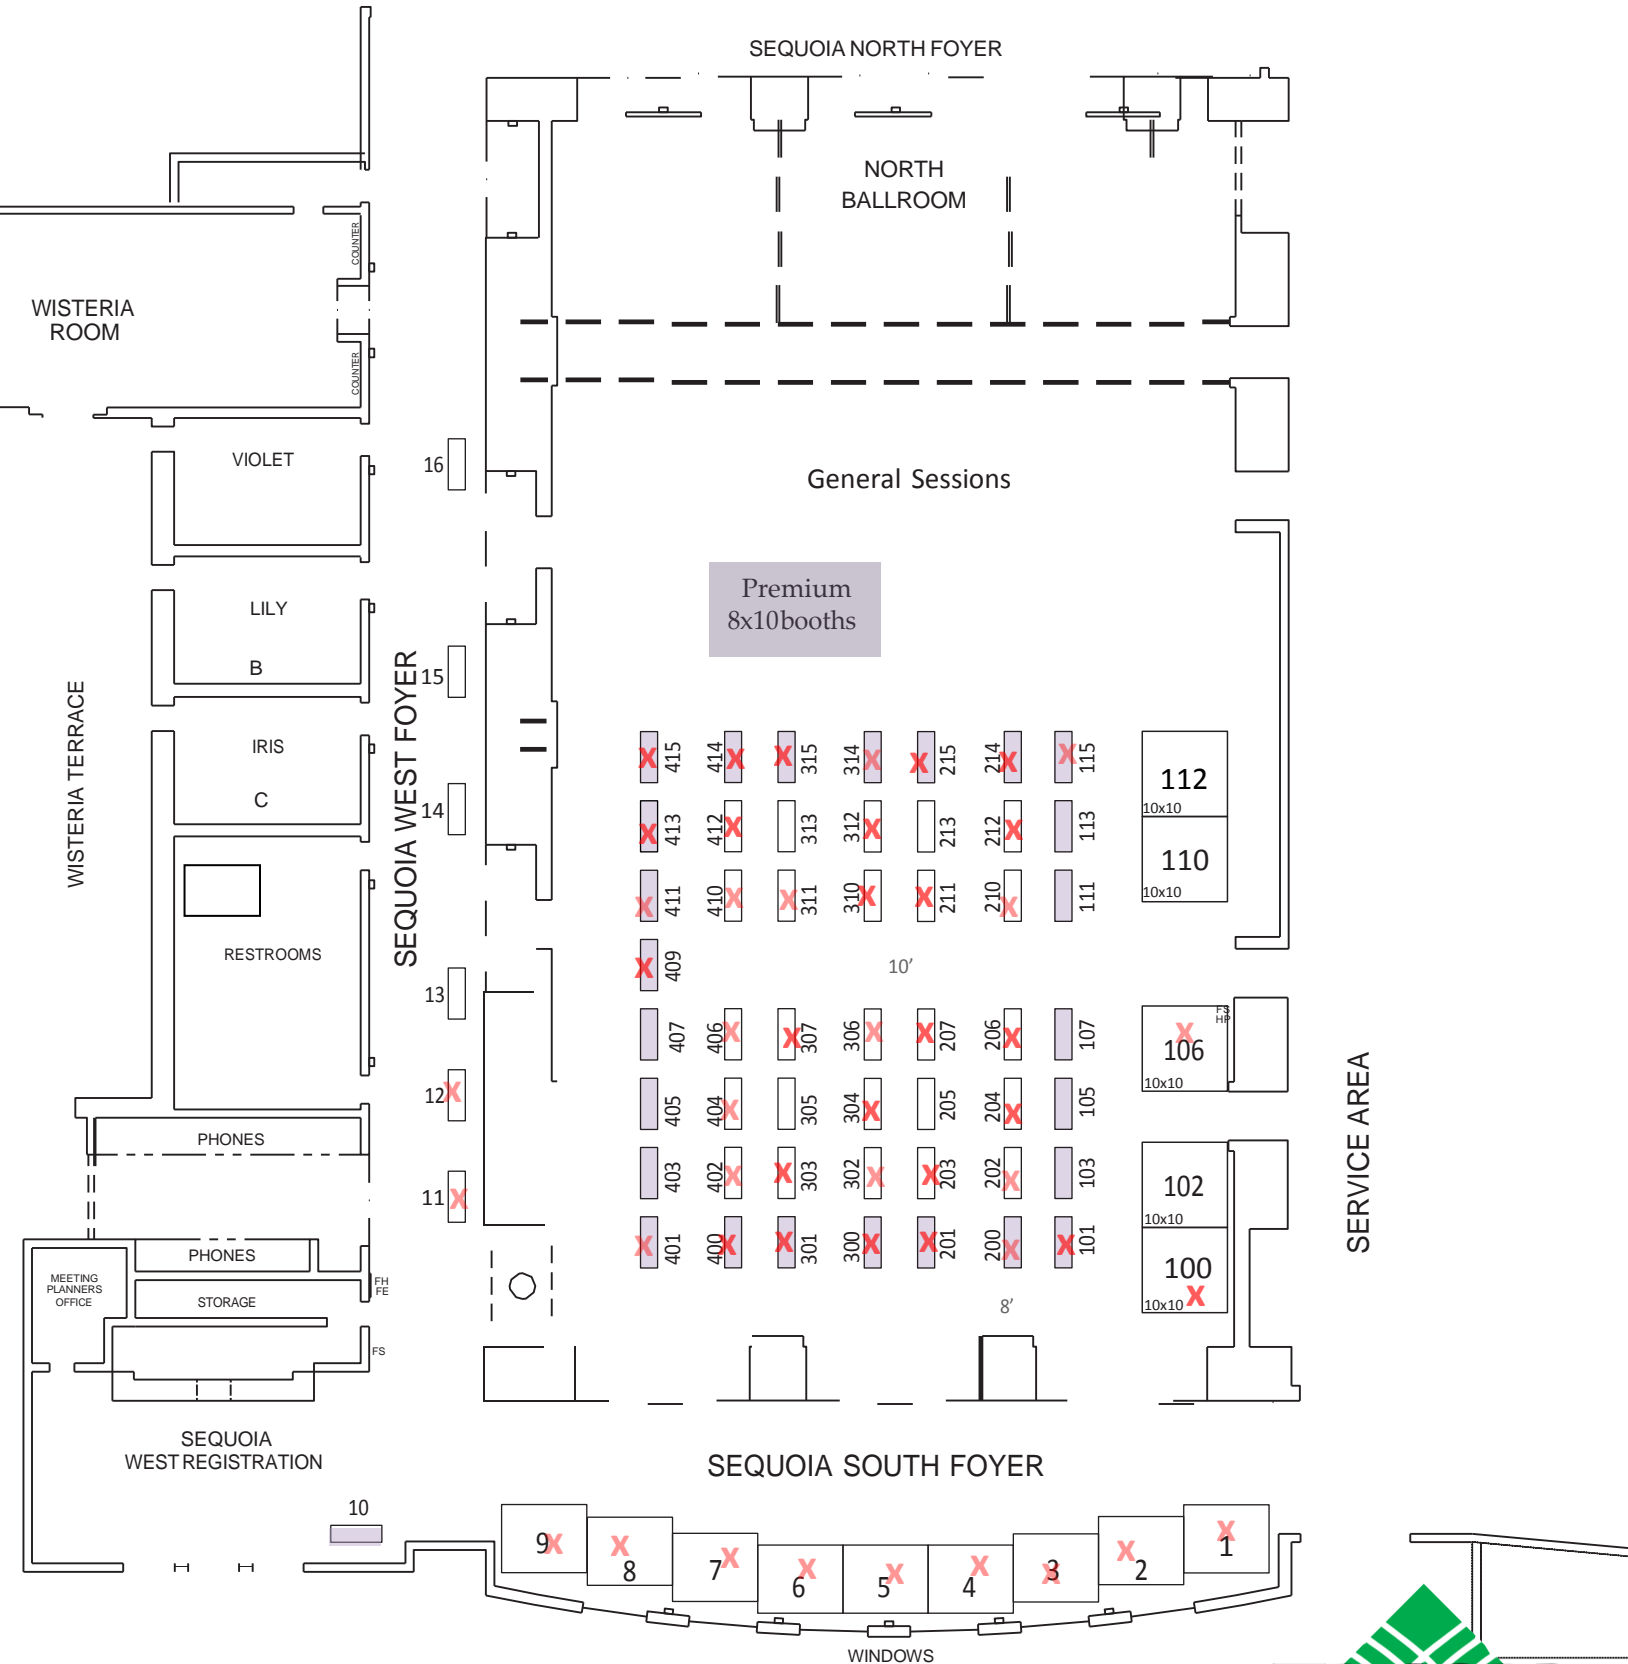 SEQUOIA NORTH FOYER
NORTH
BALLROOM
COUNTER
WISTERIA
ROOM
COUNTER
VIOLET
16
General Sessions
Premium
8x10 booths
LILY
B
15
SEQUOIA WEST FOYER
WISTERIA TERRACE
IRIS
C
14
415
414
315
314
215
214
115
112
10x10
413
412
313
312
213
212
113
110
10x10
411
410
311
310
211
210
111
RESTROOMS
409
10’
13
407
406
307
306
207
206
107
FS
HP
106
10x10
12
405
404
305
304
205
204
105
SERVICE AREA
PHONES
11
403
402
303
302
203
202
103
102
10x10
401
400
301
300
201
200
101
100
10x10
PHONES
MEETING
PLANNERS
OFFICE
FH
FE
STORAGE
8’
FS
SEQUOIA
WEST REGISTRATION
SEQUOIA SOUTH FOYER
10
9
8
7
6
5
4
3
2
1
WINDOWS